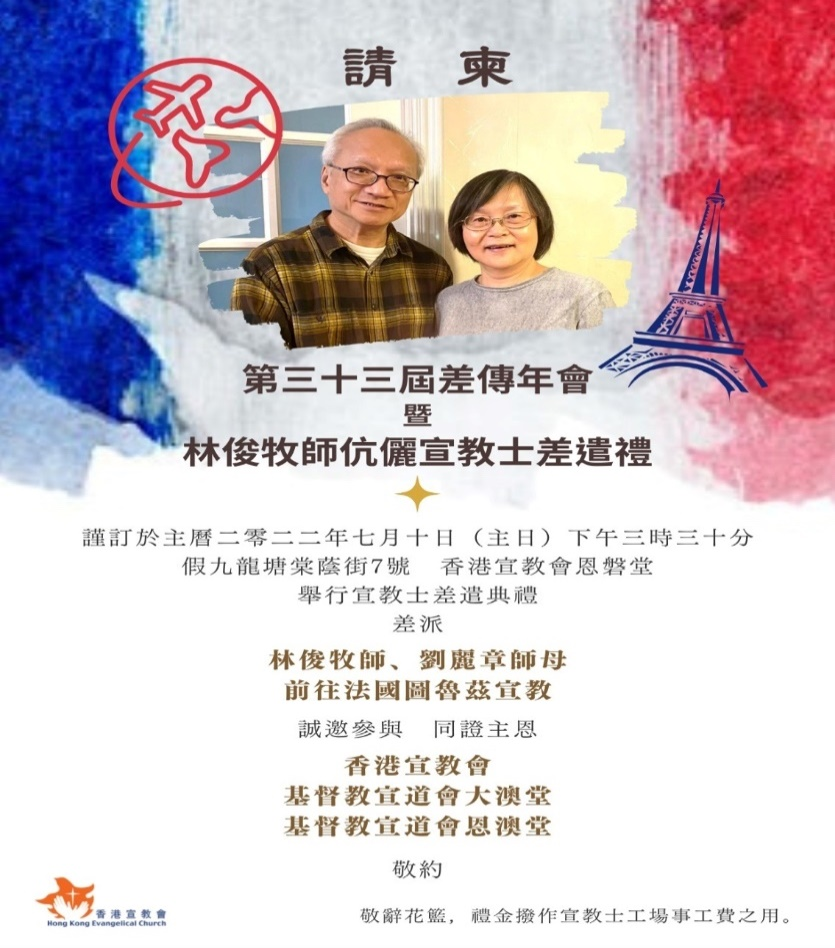 請 柬
第三十三屆差傳年會
暨
林俊牧師伉儷宣教士差遣禮
謹訂於主曆二零二二年七月十日（主日）下午三時三十分
假九龍塘棠蔭街7號 香港宣教會恩磐堂
舉行宣教士差遣典禮
差派
林俊牧師、劉麗章師母
前往法國圖魯茲宣教
誠邀參與 同證主恩
香港宣教會
基督教宣道會大澳堂
基督教宣道會恩澳堂
敬約
香港宣教會
Hong Kong Evangelical Church
敬辭花籃，禮金撥作宣教士工場事工費之用。